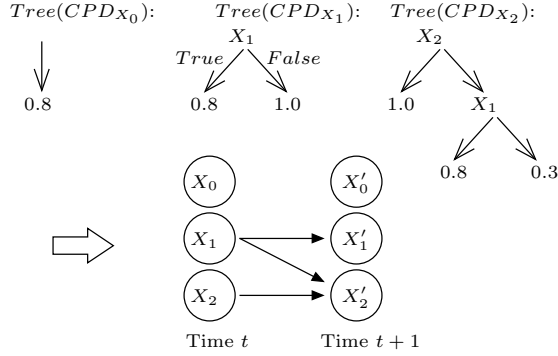 Tree(CPD_{X_0}): Tree(CPD_{X_1}): Tree(CPD_{X_2}):
X_1 X_2
True False
0.8 0.8 1.0 1.0 X_1
0.8 0.3
X_0 X'_0
X_1 X'_1
X_2 X'_2
Time t Time t + 1